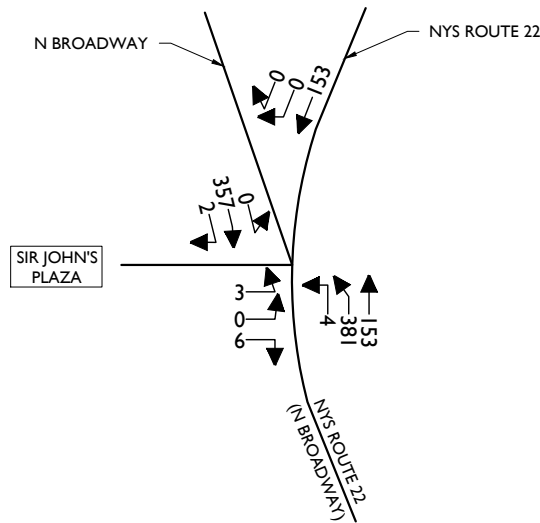 N BROADWAY
NYS ROUTE 22
0
0
153
0
357
2
SIR JOHN'S
PLAZA
3
0
6
4
381
153
NYS ROUTE 22
(N BROADWAY)